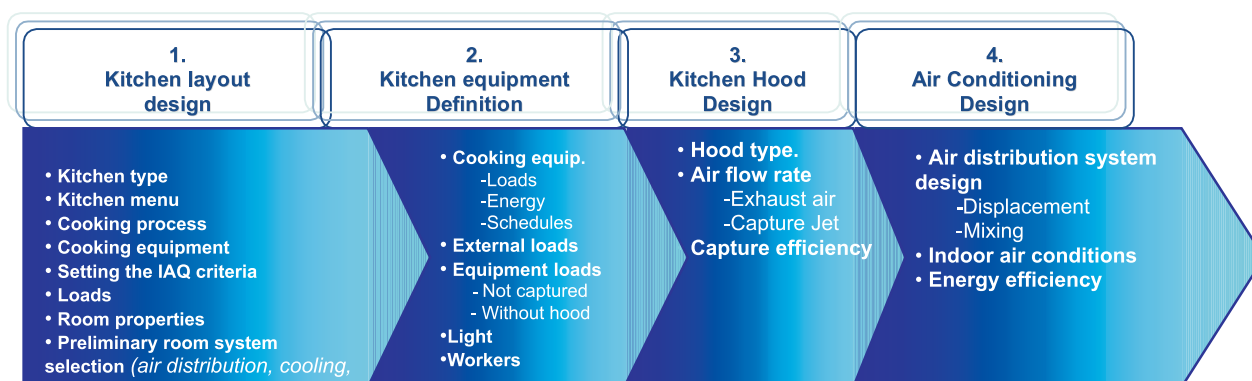 1.
Kitchen layout
design
2.
Kitchen equipment
Definition
3.
Kitchen Hood
Design
4.
Air Conditioning
Design
• Kitchen type
• Kitchen menu
• Cooking process
• Cooking equipment
• Setting the IAQ criteria
• Loads
• Room properties
• Preliminary room system
selection (air distribution, cooling,
• Cooking equip.
-Loads
-Energy
-Schedules
• External loads
• Equipment loads
- Not captured
- Without hood
•Light
•Workers
• Hood type.
• Air flow rate
-Exhaust air
-Capture Jet
Capture efficiency
• Air distribution system
design
-Displacement
-Mixing
• Indoor air conditions
• Energy efficiency